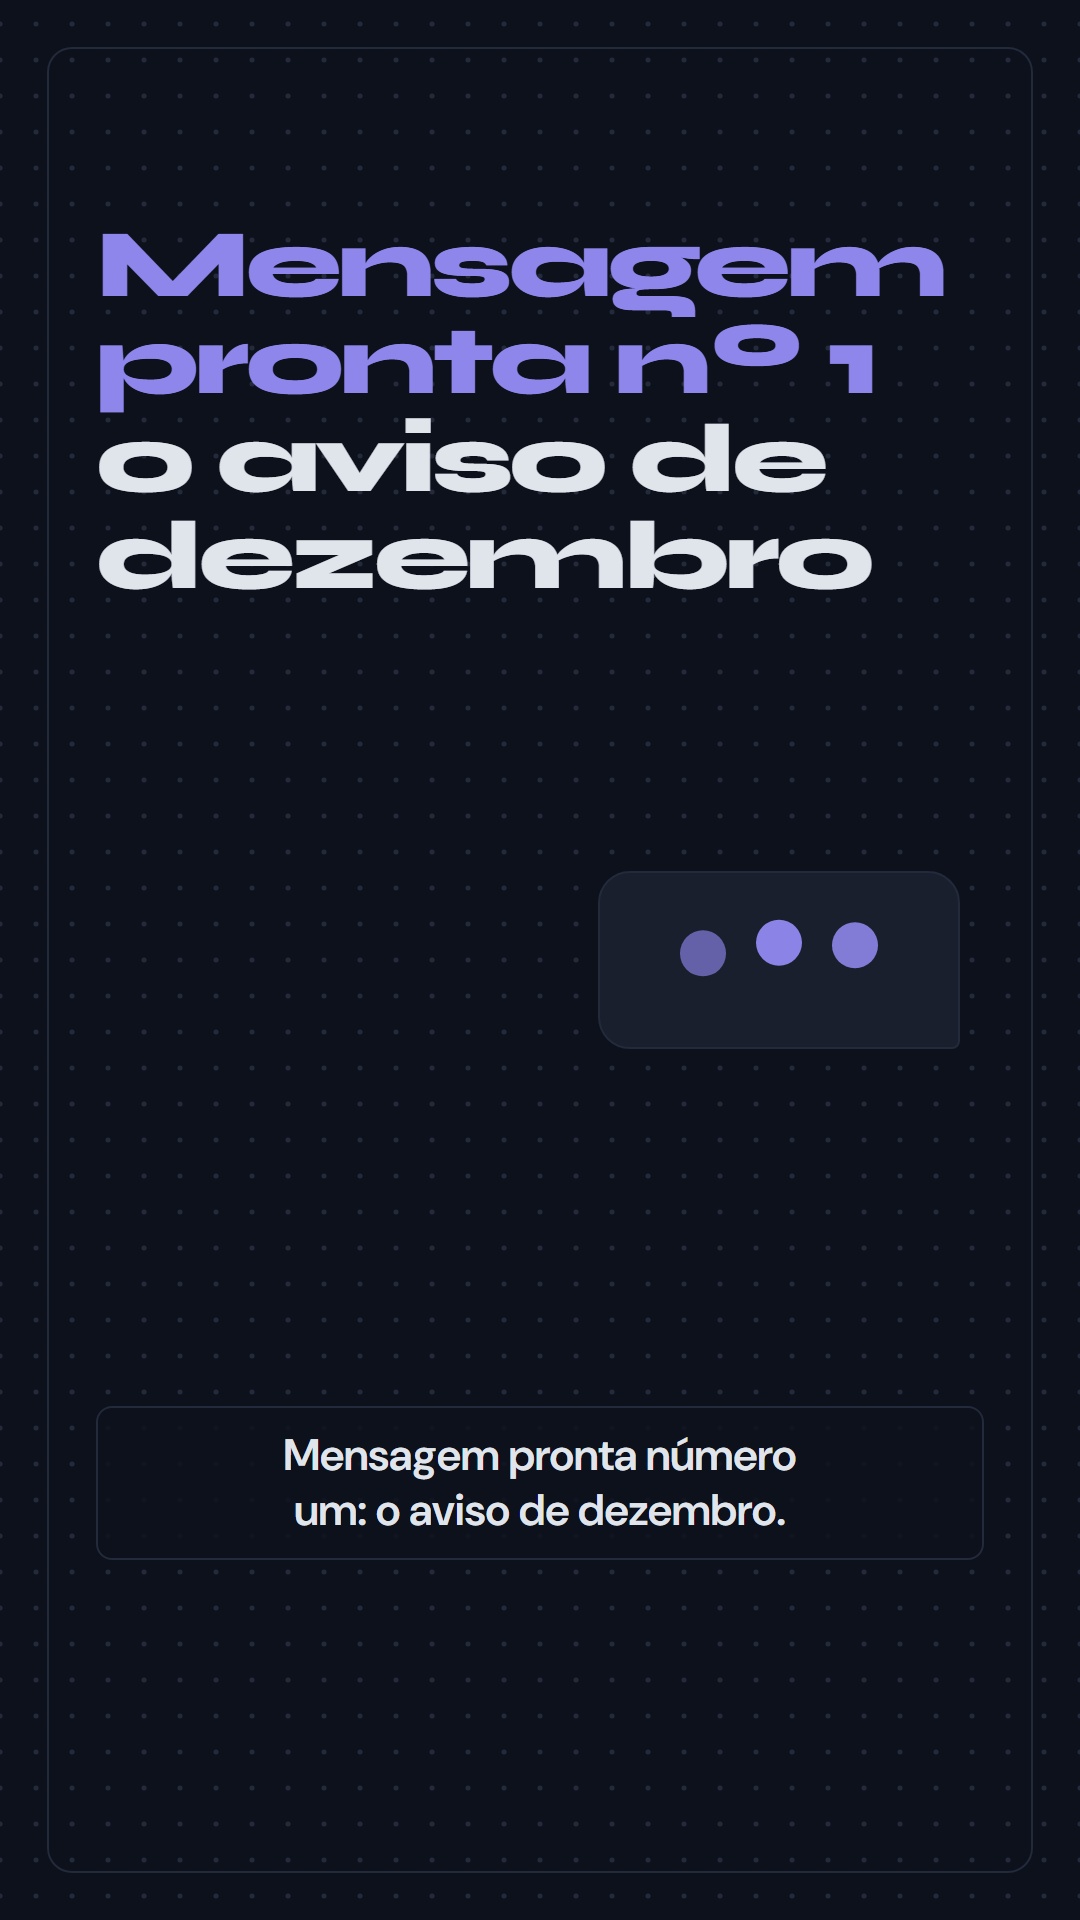 Mensagem
pronta nº 1
o aviso de
dezembro
Mensagem pronta número
um: o aviso de dezembro.